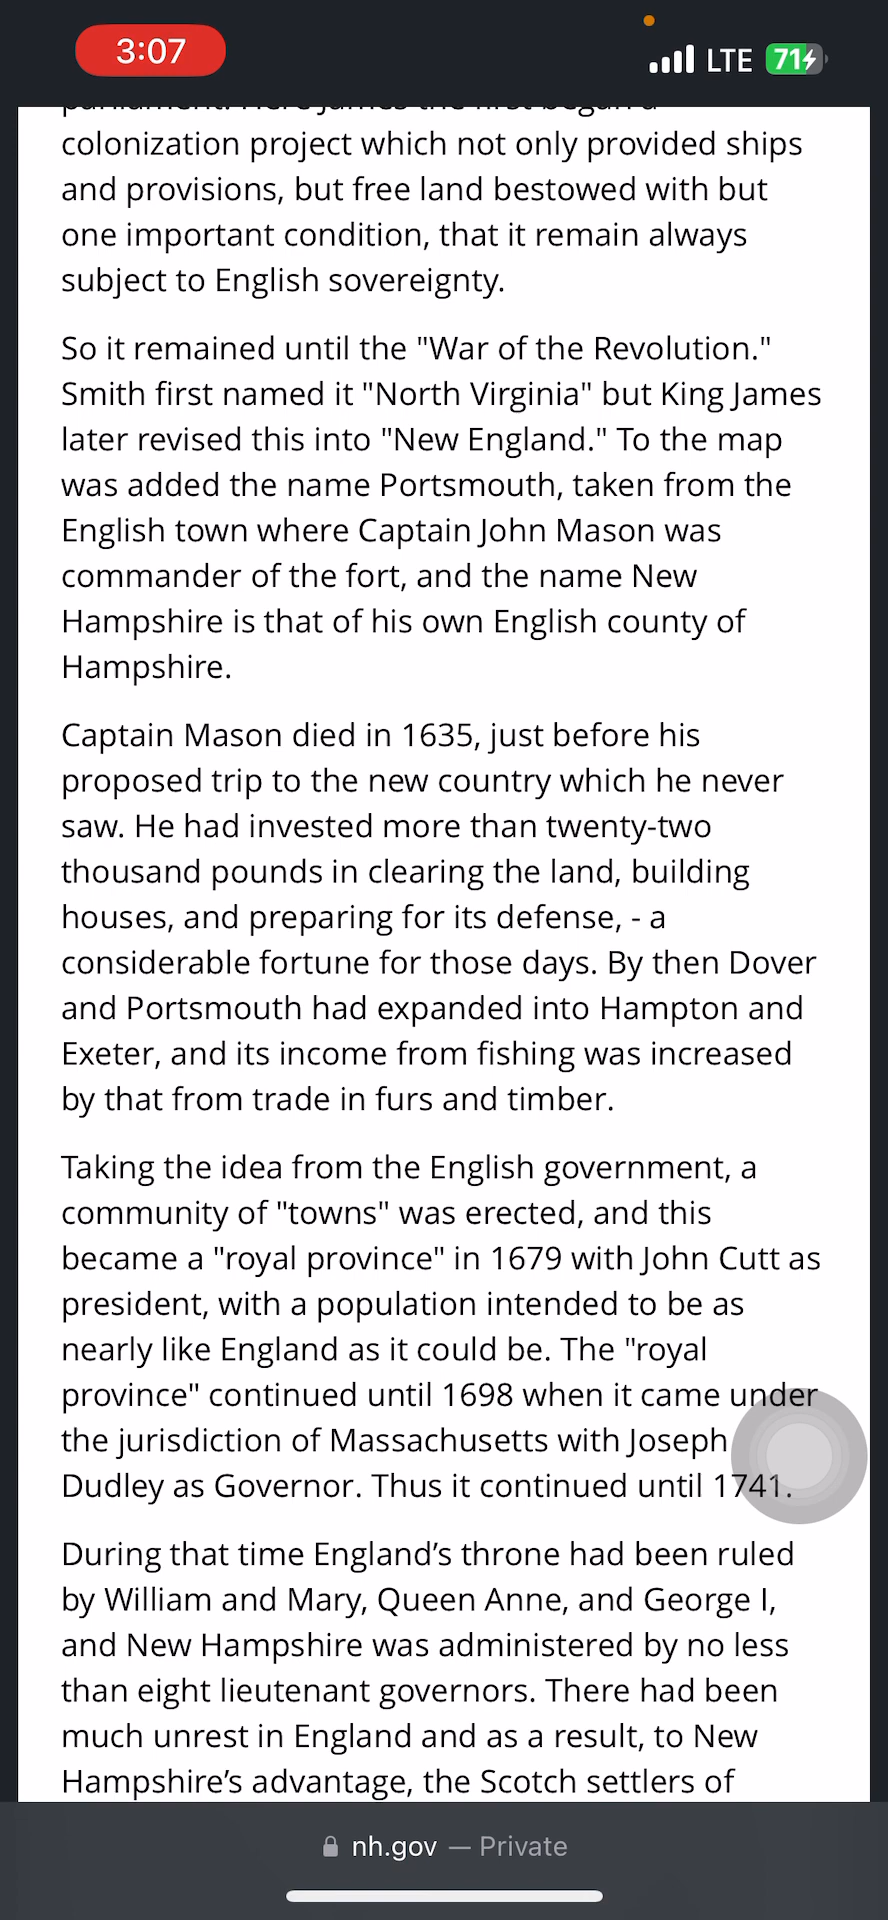 3:07
LTE 71
colonization project which not only provided ships
and provisions, but free land bestowed with but
one important condition, that it remain always
subject to English sovereignty.
So it remained until the "War of the Revolution."
Smith first named it "North Virginia" but King James
later revised this into "New England." To the map
was added the name Portsmouth, taken from the
English town where Captain John Mason was
commander of the fort, and the name New
Hampshire is that of his own English county of
Hampshire.
Captain Mason died in 1635, just before his
proposed trip to the new country which he never
saw. He had invested more than twenty-two
thousand pounds in clearing the land, building
houses, and preparing for its defense, - a
considerable fortune for those days. By then Dover
and Portsmouth had expanded into Hampton and
Exeter, and its income from fishing was increased
by that from trade in furs and timber.
Taking the idea from the English government, a
community of "towns" was erected, and this
became a "royal province" in 1679 with John Cutt as
president, with a population intended to be as
nearly like England as it could be. The "royal
province" continued until 1698 when it came under
the jurisdiction of Massachusetts with Joseph
Dudley as Governor. Thus it continued until 1741.
During that time England’s throne had been ruled
by William and Mary, Queen Anne, and George I,
and New Hampshire was administered by no less
than eight lieutenant governors. There had been
much unrest in England and as a result, to New
Hampshire’s advantage, the Scotch settlers of
nh.gov — Private